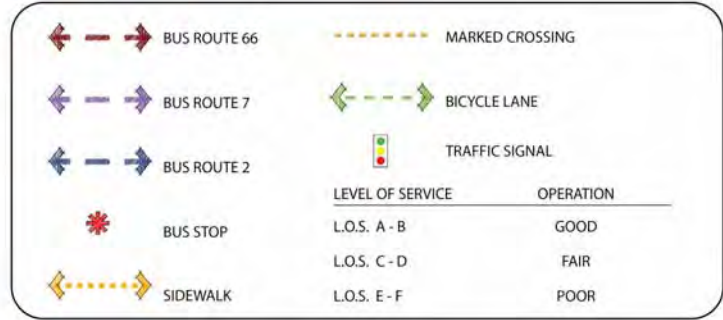 BUS ROUTE 66
BUS ROUTE 7
BUS ROUTE 2
BUS STOP
SIDEWALK
MARKED CROSSING
BICYCLE LANE
TRAFFIC SIGNAL
LEVEL OF SERVICE OPERATION
L.O.S. A - B GOOD
L.O.S. C - D FAIR
L.O.S. E - F POOR